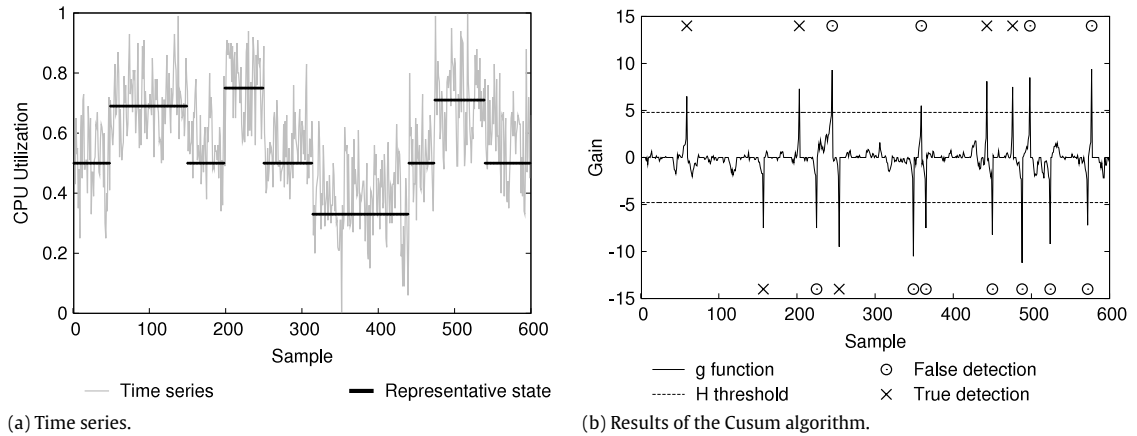 1
0.8
0.6
0.4
0.2
0
CPU Utilization
0 100 200 300 400 500 600
Sample
Time series
Representative state
(a) Time series.
15
10
5
0
-5
-10
-15
Gain
0 100 200 300 400 500 600
Sample
g function
False detection
H threshold
True detection
(b) Results of the Cusum algorithm.